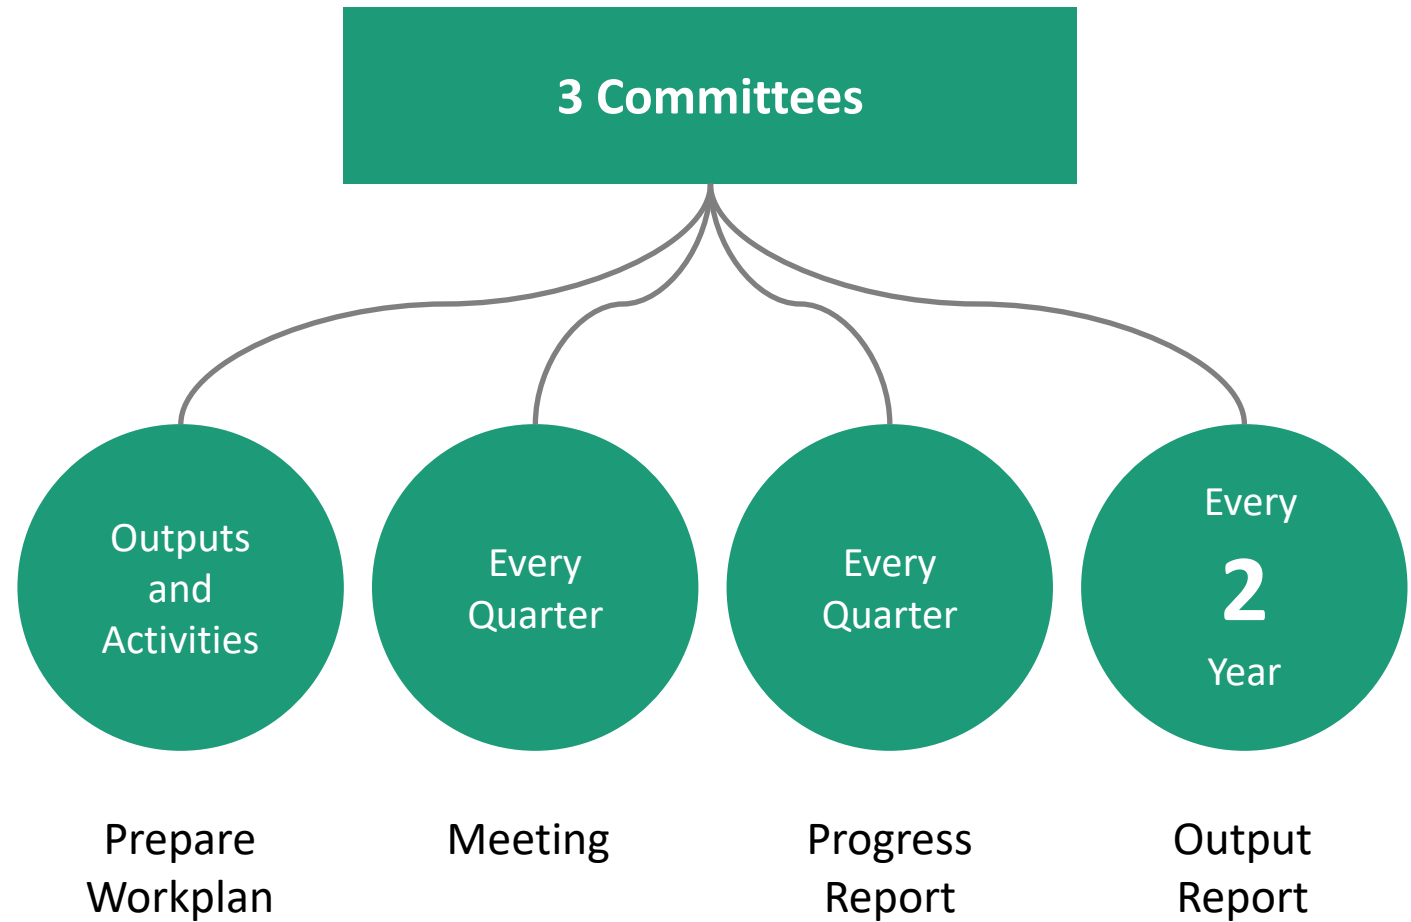 3 Committees
Outputs
and
Activities
Every
Quarter
Every
Quarter
Every
2
Year
Prepare
Workplan
Meeting
Progress
Report
Output
Report